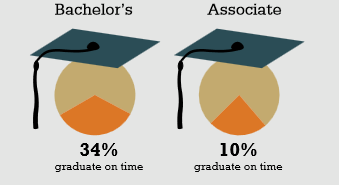 Bachelor's Associate
34% 10%
graduate on time graduate on time